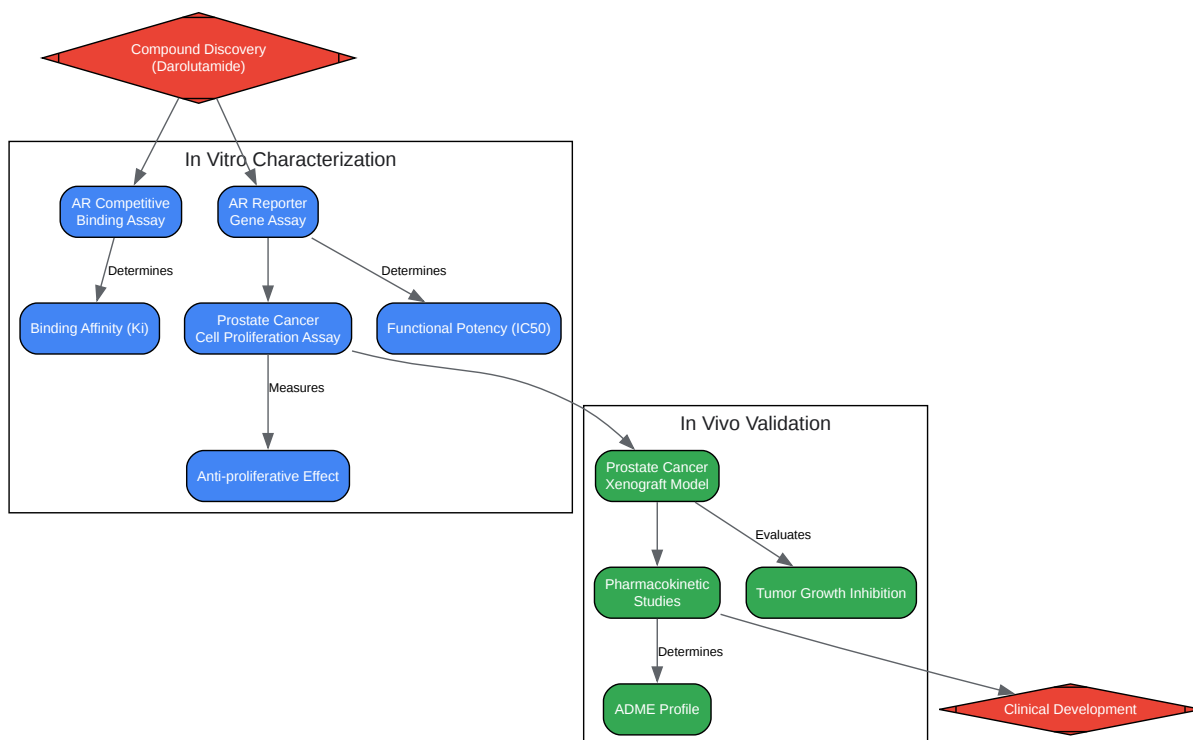 Compound Discovery
(Darolutamide)
In Vitro Characterization
AR Competitive
Binding Assay
AR Reporter
Gene Assay
Determines
Determines
Binding Affinity (Ki)
Prostate Cancer
Cell Proliferation Assay
Functional Potency (IC50)
Measures
Anti-proliferative Effect
In Vivo Validation
Prostate Cancer
Xenograft Model
Evaluates
Pharmacokinetic
Studies
Tumor Growth Inhibition
Determines
ADME Profile
Clinical Development